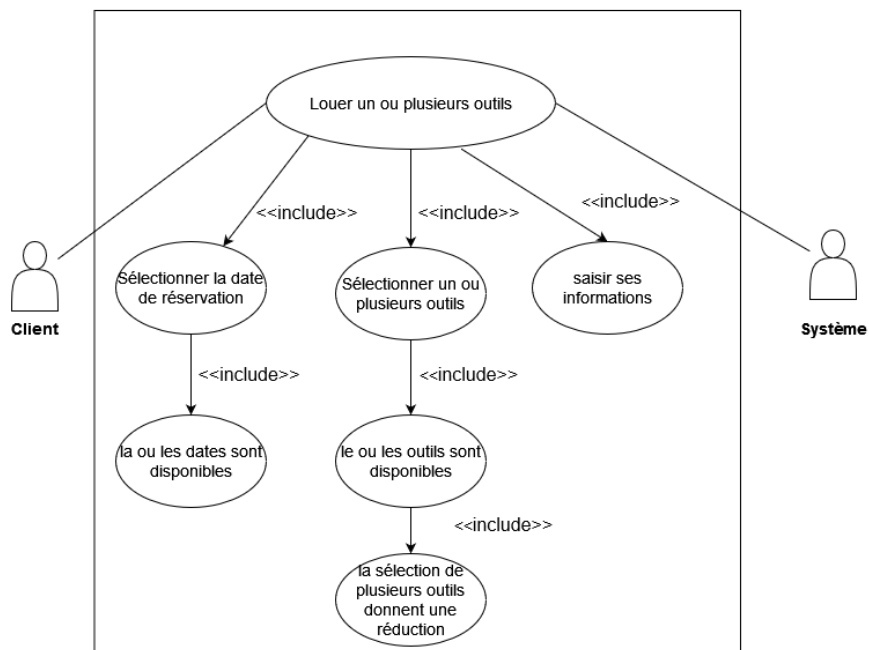 Louer un ou plusieurs outils
<<include>>
<<include>>
<<include>>
Sélectionner la date
de réservation
Sélectionner un ou
plusieurs outils
saisir ses
informations
Client
Système
<<include>>
<<include>>
la ou les dates sont
disponibles
le ou les outils sont
disponibles
<<include>>
la sélection de
plusieurs outils
donnent une
réduction